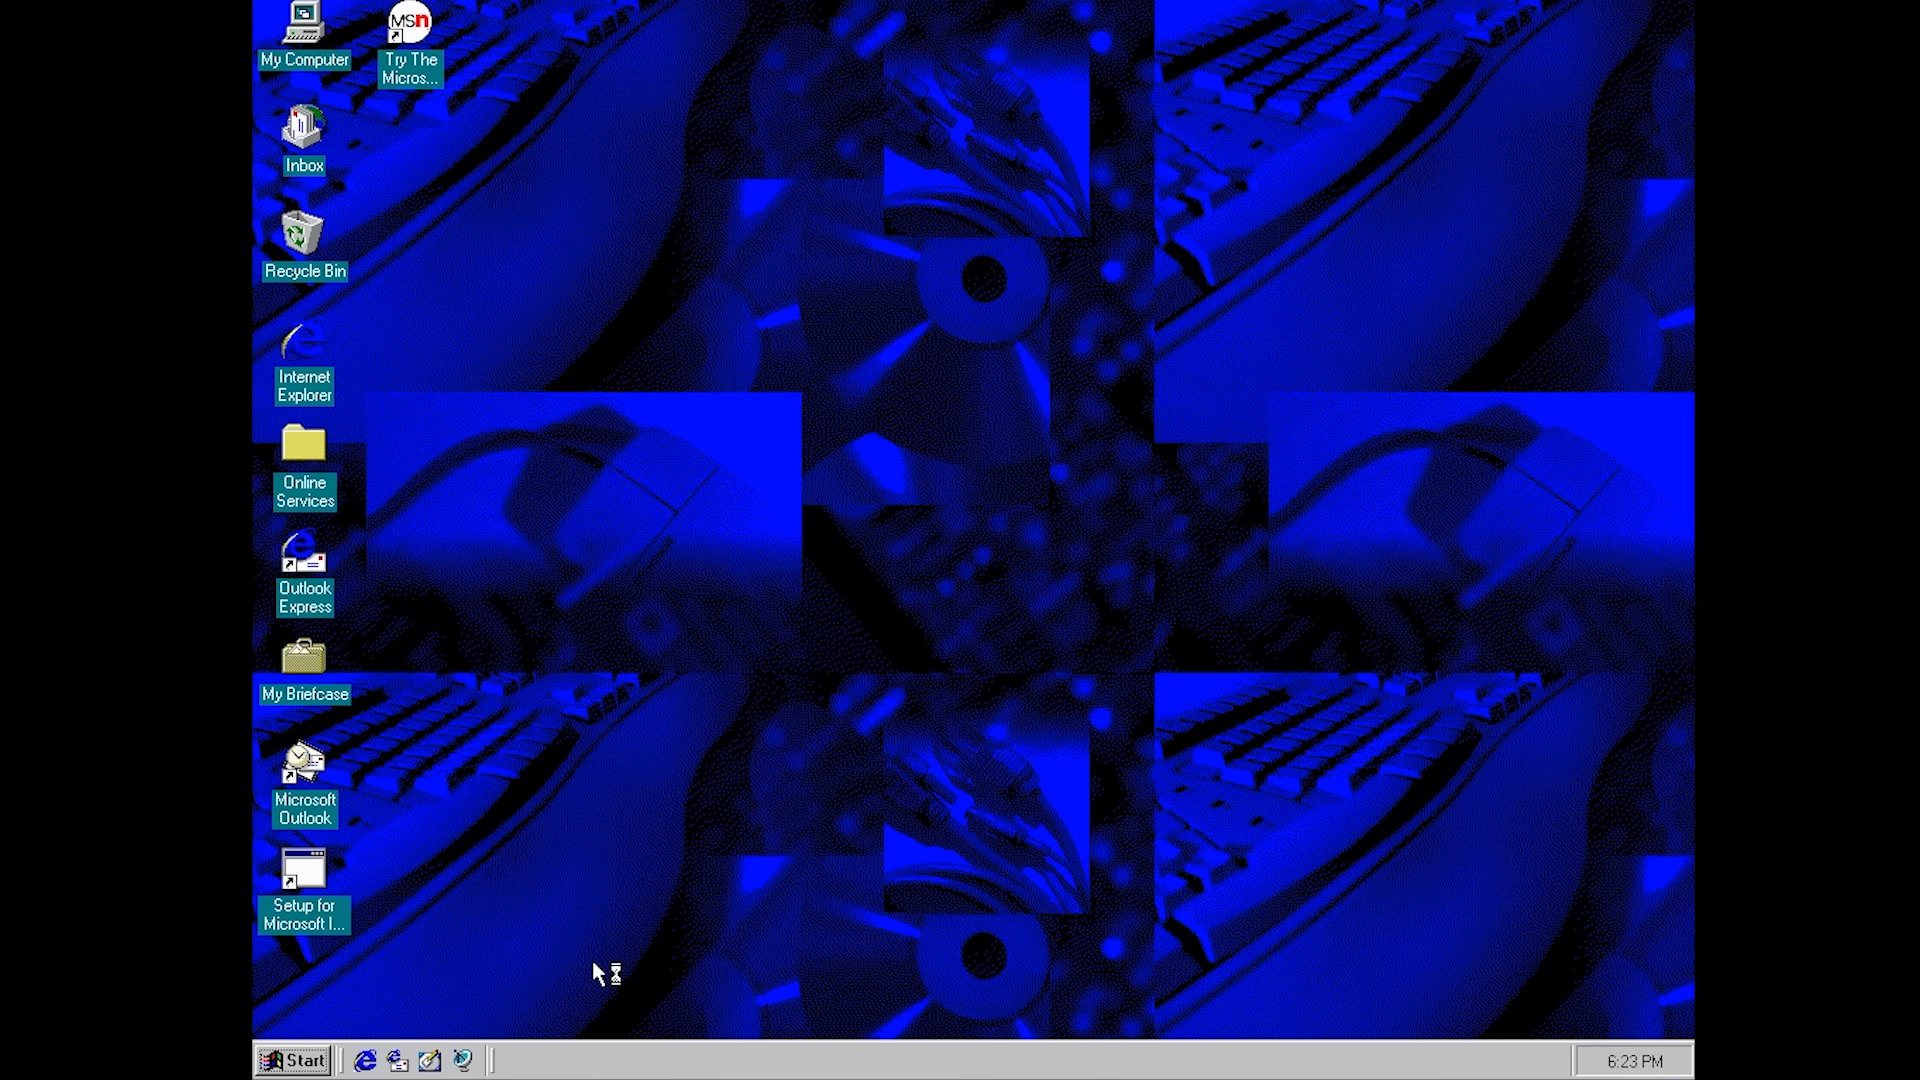 My Computer
MSn
Try The
Micros...
Inbox
Recycle Bin
Internet
Explorer
Online
Services
Outlook
Express
My Briefcase
Microsoft
Outlook
Setup for
Microsoft I...
Start
6:23 PM